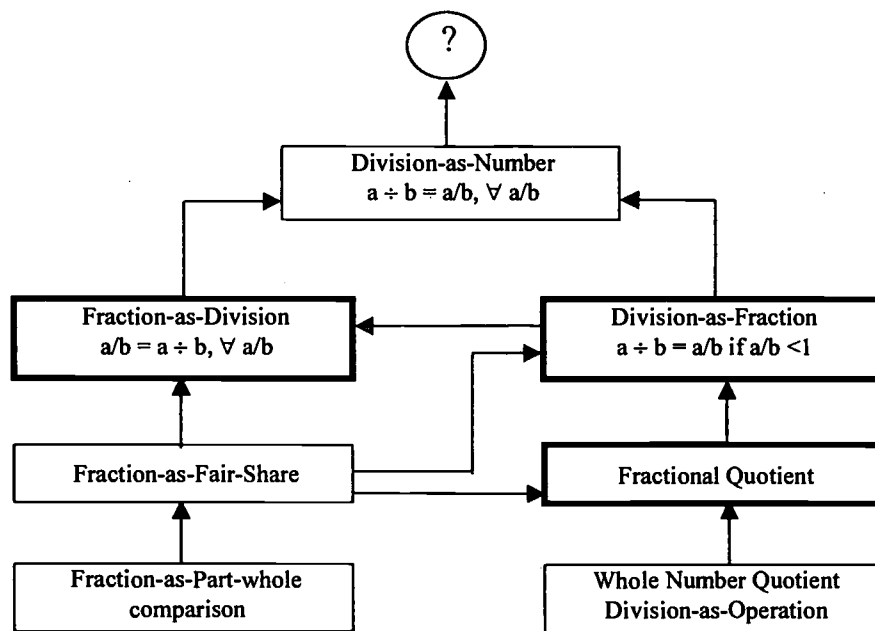 ?
Division-as-Number
a ÷ b = a/b, ∀ a/b
Fraction-as-Division
a/b = a ÷ b, ∀ a/b
Division-as-Fraction
a ÷ b = a/b if a/b <1
Fraction-as-Fair-Share
Fractional Quotient
Fraction-as-Part-whole
comparison
Whole Number Quotient
Division-as-Operation